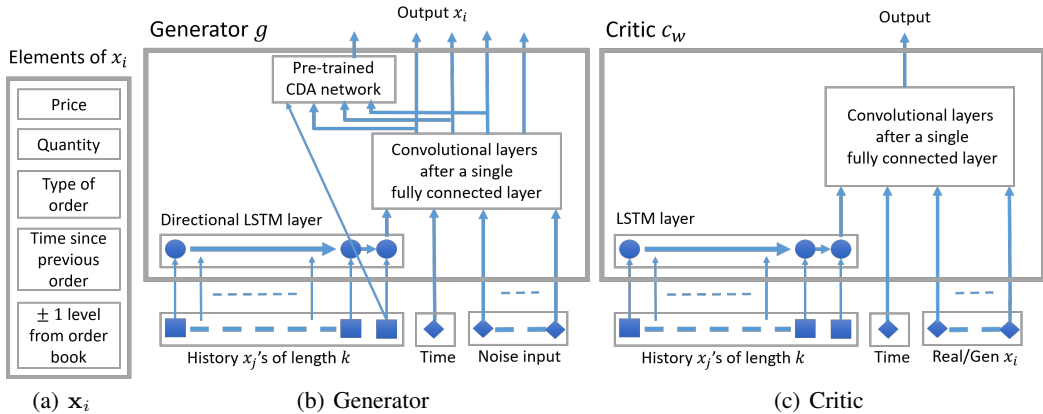 Elements of x_i
Price
Quantity
Type of
order
Time since
previous
order
± 1 level
from order
book
(a) x_i
Generator g
Output x_i
Pre-trained
CDA network
Convolutional layers
after a single
fully connected layer
Directional LSTM layer
History x_j's of length k
Time
Noise input
(b) Generator
Critic c_w
Output
Convolutional layers
after a single
fully connected layer
LSTM layer
History x_j's of length k
Time
Real/Gen x_i
(c) Critic